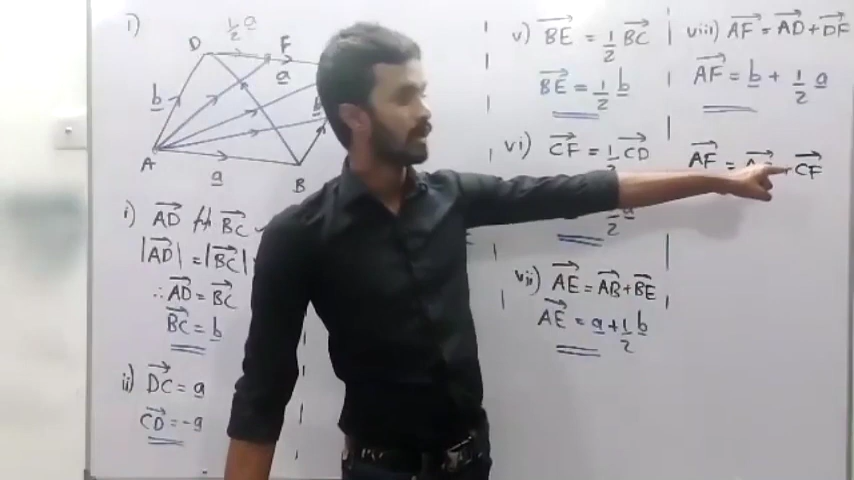 1)
½ a
D F
a
b
A
a
B
i) AD // BC
|AD| = |BC|
∴ AD = BC
BC = b
ii) DC = a
CD = -a
v) BE = 1/2 BC
BE = 1/2 b
vi) CF = 1/2 CD
vii) AE = AB + BE
AE = a + 1/2 b
viii) AF = AD + DF
AF = b + 1/2 a
AF = CF